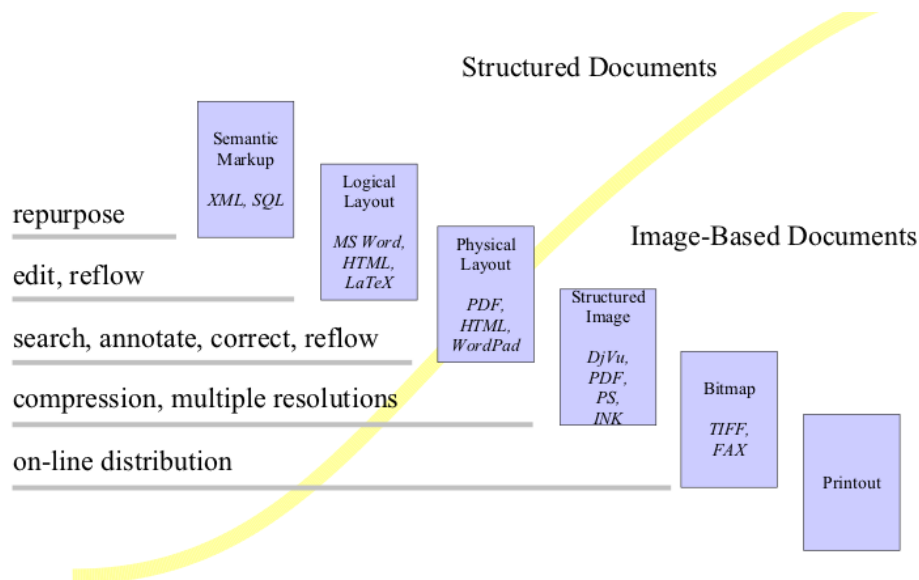 Structured Documents
Semantic
Markup
XML, SQL
Logical
Layout
MS Word,
HTML,
LaTeX
repurpose
Physical
Layout
PDF,
HTML,
WordPad
Image-Based Documents
edit, reflow
Structured
Image
DjVu,
PDF,
PS,
INK
search, annotate, correct, reflow
Bitmap
TIFF,
FAX
compression, multiple resolutions
on-line distribution
Printout